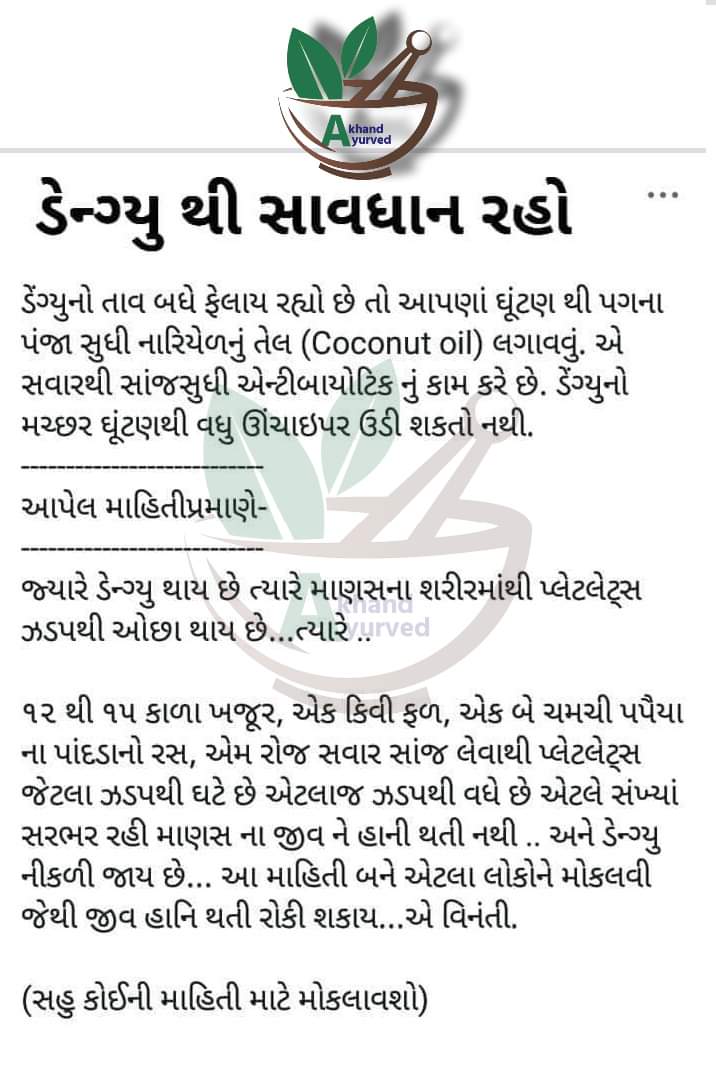 Akhand
Ayurved
ડેન્ગ્યુ થી સાવધાન રહો
ડેંગ્યુનો તાવ બધે ફેલાય રહ્યો છે તો આપણાં ઘૂંટણ થી પગના
પંજા સુધી નારિયેળનું તેલ (Coconut oil) લગાવવું. એ
સવારથી સાંજસુધી એન્ટીબાયોટિક નું કામ કરે છે. ડેંગ્યુનો
મચ્છર ઘૂંટણથી વધુ ઊંચાઇપર ઉડી શકતો નથી.
---------------------------
આપેલ માહિતીપ્રમાણે-
---------------------------
જ્યારે ડેન્ગ્યુ થાય છે ત્યારે માણસના શરીરમાંથી પ્લેટલેટ્સ
ઝડપથી ઓછા થાય છે...ત્યારે ..
Akhand
Ayurved
૧૨ થી ૧૫ કાળા ખજૂર, એક કિવી ફળ, એક બે ચમચી પપૈયા
ના પાંદડાનો રસ, એમ રોજ સવાર સાંજ લેવાથી પ્લેટલેટ્સ
જેટલા ઝડપથી ઘટે છે એટલાજ ઝડપથી વધે છે એટલે સંખ્યાં
સરભર રહી માણસ ના જીવ ને હાની થતી નથી .. અને ડેન્ગ્યુ
નીકળી જાય છે... આ માહિતી બને એટલા લોકોને મોકલવી
જેથી જીવ હાનિ થતી રોકી શકાય...એ વિનંતી.
(સહુ કોઈની માહિતી માટે મોકલાવશો)